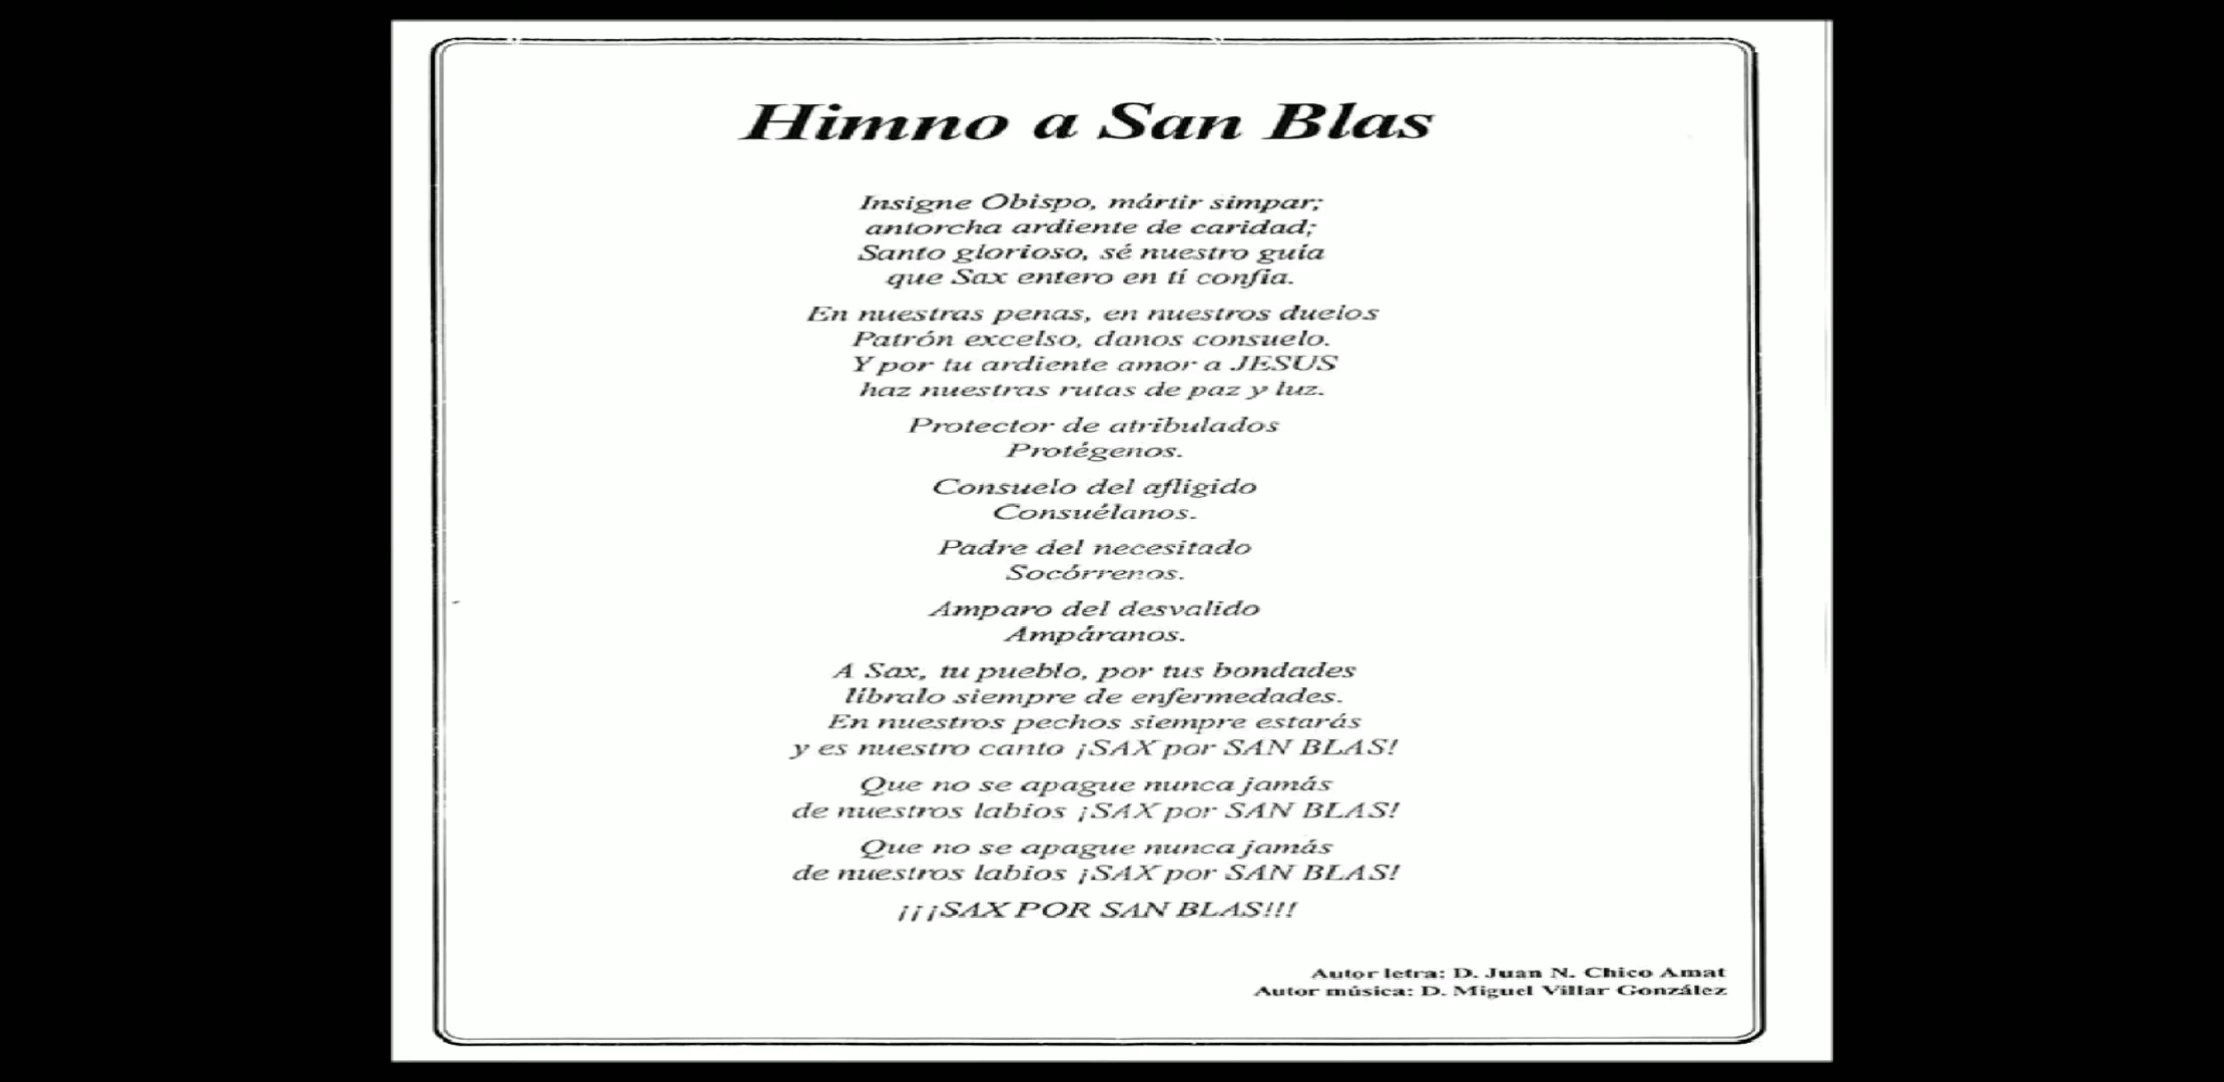 Himno a San Blas
Insigne Obispo, mártir simpar;
antorcha ardiente de caridad;
Santo glorioso, sé nuestro guía
que Sax entero en tí confia.
En nuestras penas, en nuestros duelos
Patrón excelso, danos consuelo.
Y por tu ardiente amor a JESUS
haz nuestras rutas de paz y luz.
Protector de atribulados
Protégenos.
Consuelo del afligido
Consuélanos.
Padre del necesitado
Socórrenos.
Amparo del desvalido
Ampáranos.
A Sax, tu pueblo, por tus bondades
líbralo siempre de enfermedades.
En nuestros pechos siempre estarás
y es nuestro canto ¡SAX por SAN BLAS!
Que no se apague nunca jamás
de nuestros labios ¡SAX por SAN BLAS!
Que no se apague nunca jamás
de nuestros labios ¡SAX por SAN BLAS!
¡¡¡SAX POR SAN BLAS!!!
Autor letra: D. Juan N. Chico Amat
Autor música: D. Miguel Villar González